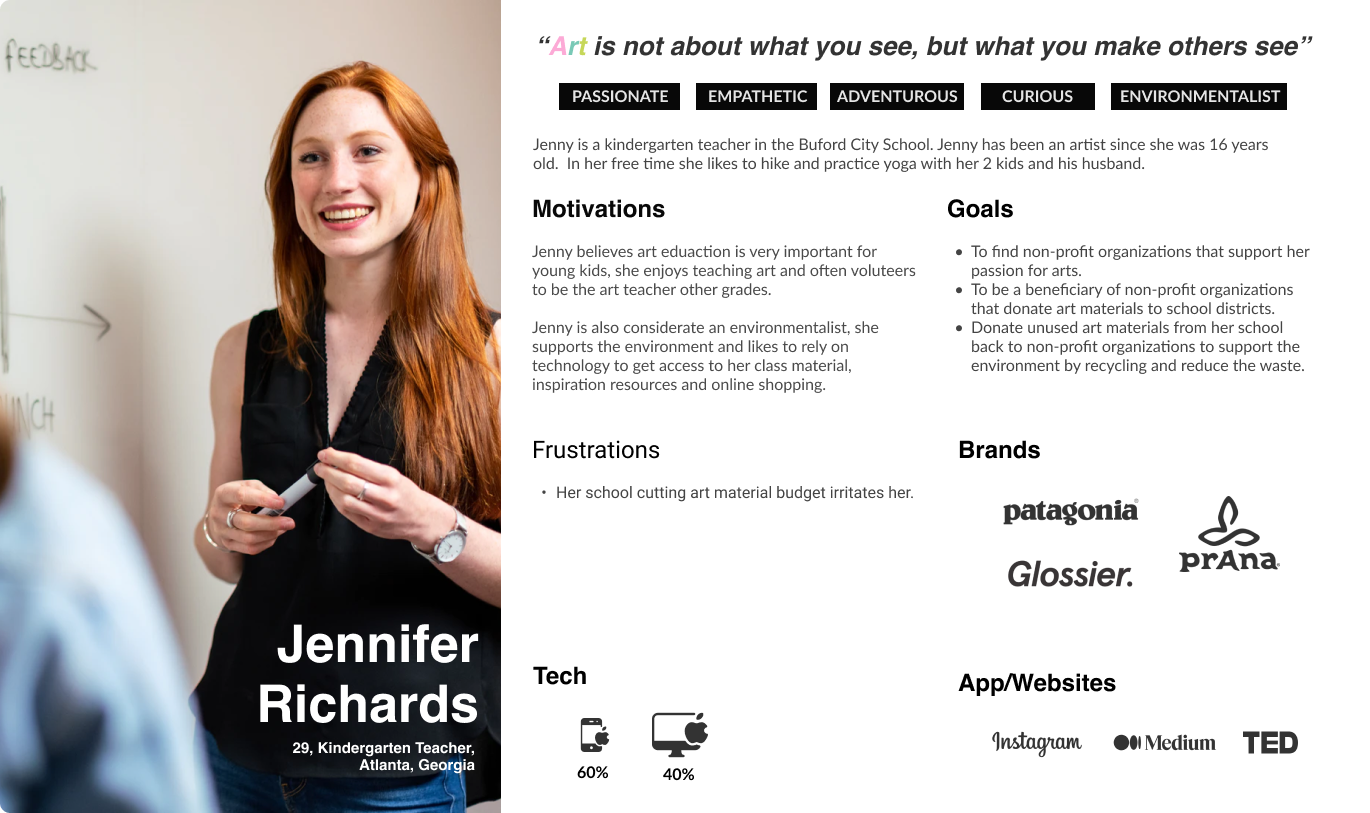 FEEDBACK
Jennifer
Richards
29, Kindergarten Teacher,
Atlanta, Georgia
“Art is not about what you see, but what you make others see”
PASSIONATE EMPATHETIC ADVENTUROUS CURIOUS ENVIRONMENTALIST
Jenny is a kindergarten teacher in the Buford City School. Jenny has been an artist since she was 16 years
old. In her free time she likes to hike and practice yoga with her 2 kids and his husband.
Motivations
Jenny believes art eduaction is very important for
young kids, she enjoys teaching art and often voluteers
to be the art teacher other grades.
Jenny is also considerate an environmentalist, she
supports the environment and likes to rely on
technology to get access to her class material,
inspiration resources and online shopping.
Goals
• To find non-profit organizations that support her
passion for arts.
• To be a beneficiary of non-profit organizations
that donate art materials to school districts.
• Donate unused art materials from her school
back to non-profit organizations to support the
environment by recycling and reduce the waste.
Frustrations
• Her school cutting art material budget irritates her.
Brands
patagonia®
prAna
Glossier.
Tech
60%
40%
App/Websites
Instagram Medium TED